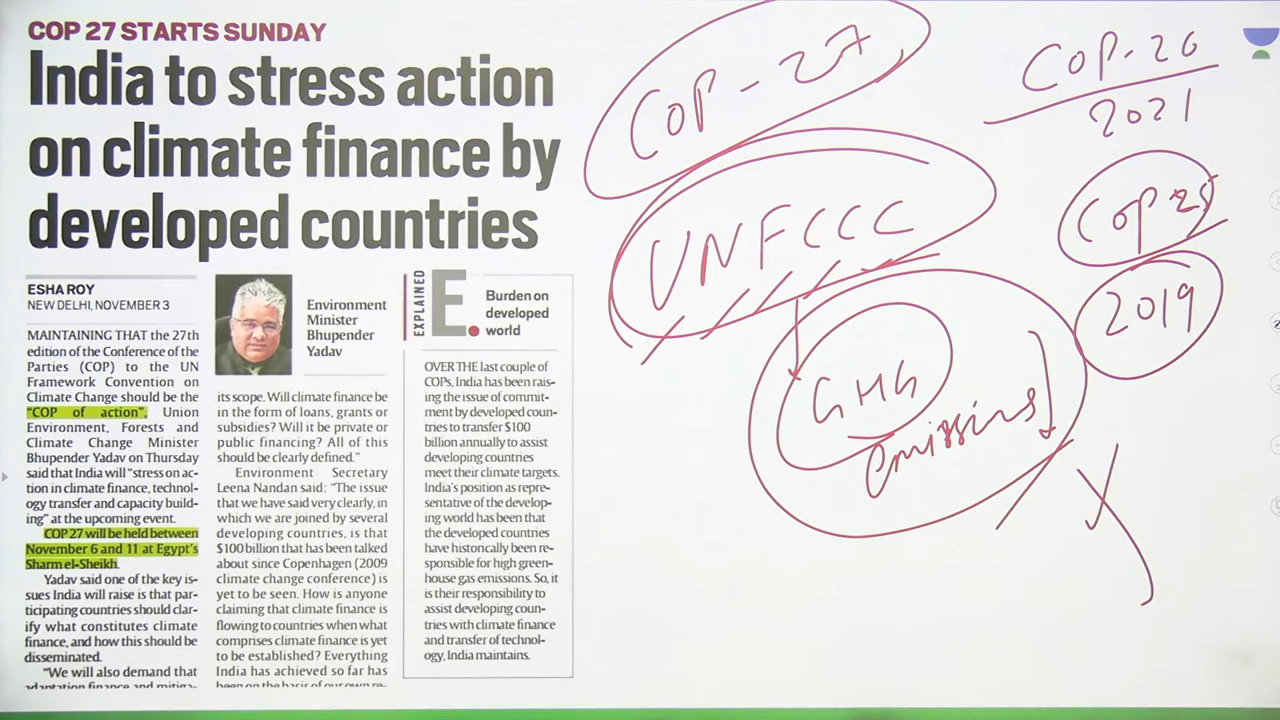 COP 27 STARTS SUNDAY
India to stress action
on climate finance by
developed countries
ESHA ROY
NEW DELHI, NOVEMBER 3
MAINTAINING THAT the 27th
edition of the Conference of the
Parties (COP) to the UN
Framework Convention on
Climate Change should be the
"COP of action", Union
Environment, Forests and
Climate Change Minister
Bhupender Yadav on Thursday
said that India will "stress on ac-
tion in climate finance, technol-
ogy transfer and capacity build-
ing" at the upcoming event.
COP 27 will be held between
November 6 and 11 at Egypt's
Sharm el-Sheikh.
Yadav said one of the key is-
sues India will raise is that par-
ticipating countries should clar-
ify what constitutes climate
finance, and how this should be
disseminated.
"We will also demand that
adaptation finance and mitiga-
Environment
Minister
Bhupender
Yadav
its scope. Will climate finance be
in the form of loans, grants or
subsidies? Will it be private or
public financing? All of this
should be clearly defined."
Environment Secretary
Leena Nandan said: "The issue
that we have said very clearly, in
which we are joined by several
developing countries, is that
$100 billion that has been talked
about since Copenhagen (2009
climate change conference) is
yet to be seen. How is anyone
claiming that climate finance is
flowing to countries when what
comprises climate finance is yet
to be established? Everything
India has achieved so far has
been on the basis of our own re-
EXPLAINED
E.
Burden on
developed
world
OVER THE last couple of
COPs, India has been rais-
ing the issue of commit-
ment by developed coun-
tries to transfer $100
billion annually to assist
developing countries
meet their climate targets.
India's position as repre-
sentative of the develop-
ing world has been that
the developed countries
have historically been re-
sponsible for high green-
house gas emissions. So, it
is their responsibility to
assist developing coun-
tries with climate finance
and transfer of technol-
ogy, India maintains.
COP-27
UNFCCC
GHG
emissions
COP-26
2021
COP 25
2019